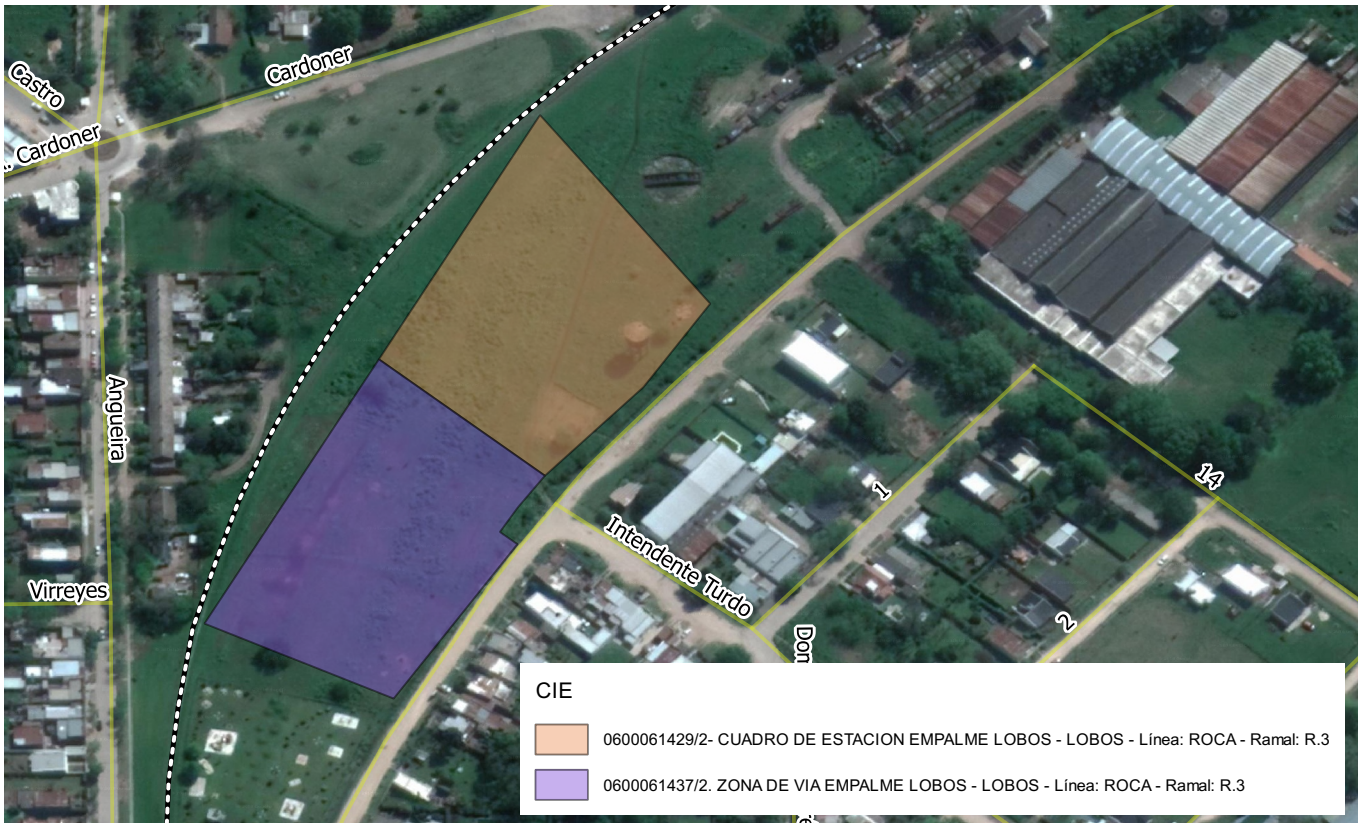 Castro
Cardoner
Cardoner
Angueira
Virreyes
Intendente Turdo
1
14
2
Don
CIE
0600061429/2- CUADRO DE ESTACION EMPALME LOBOS - LOBOS - Línea: ROCA - Ramal: R.3
0600061437/2. ZONA DE VIA EMPALME LOBOS - LOBOS - Línea: ROCA - Ramal: R.3